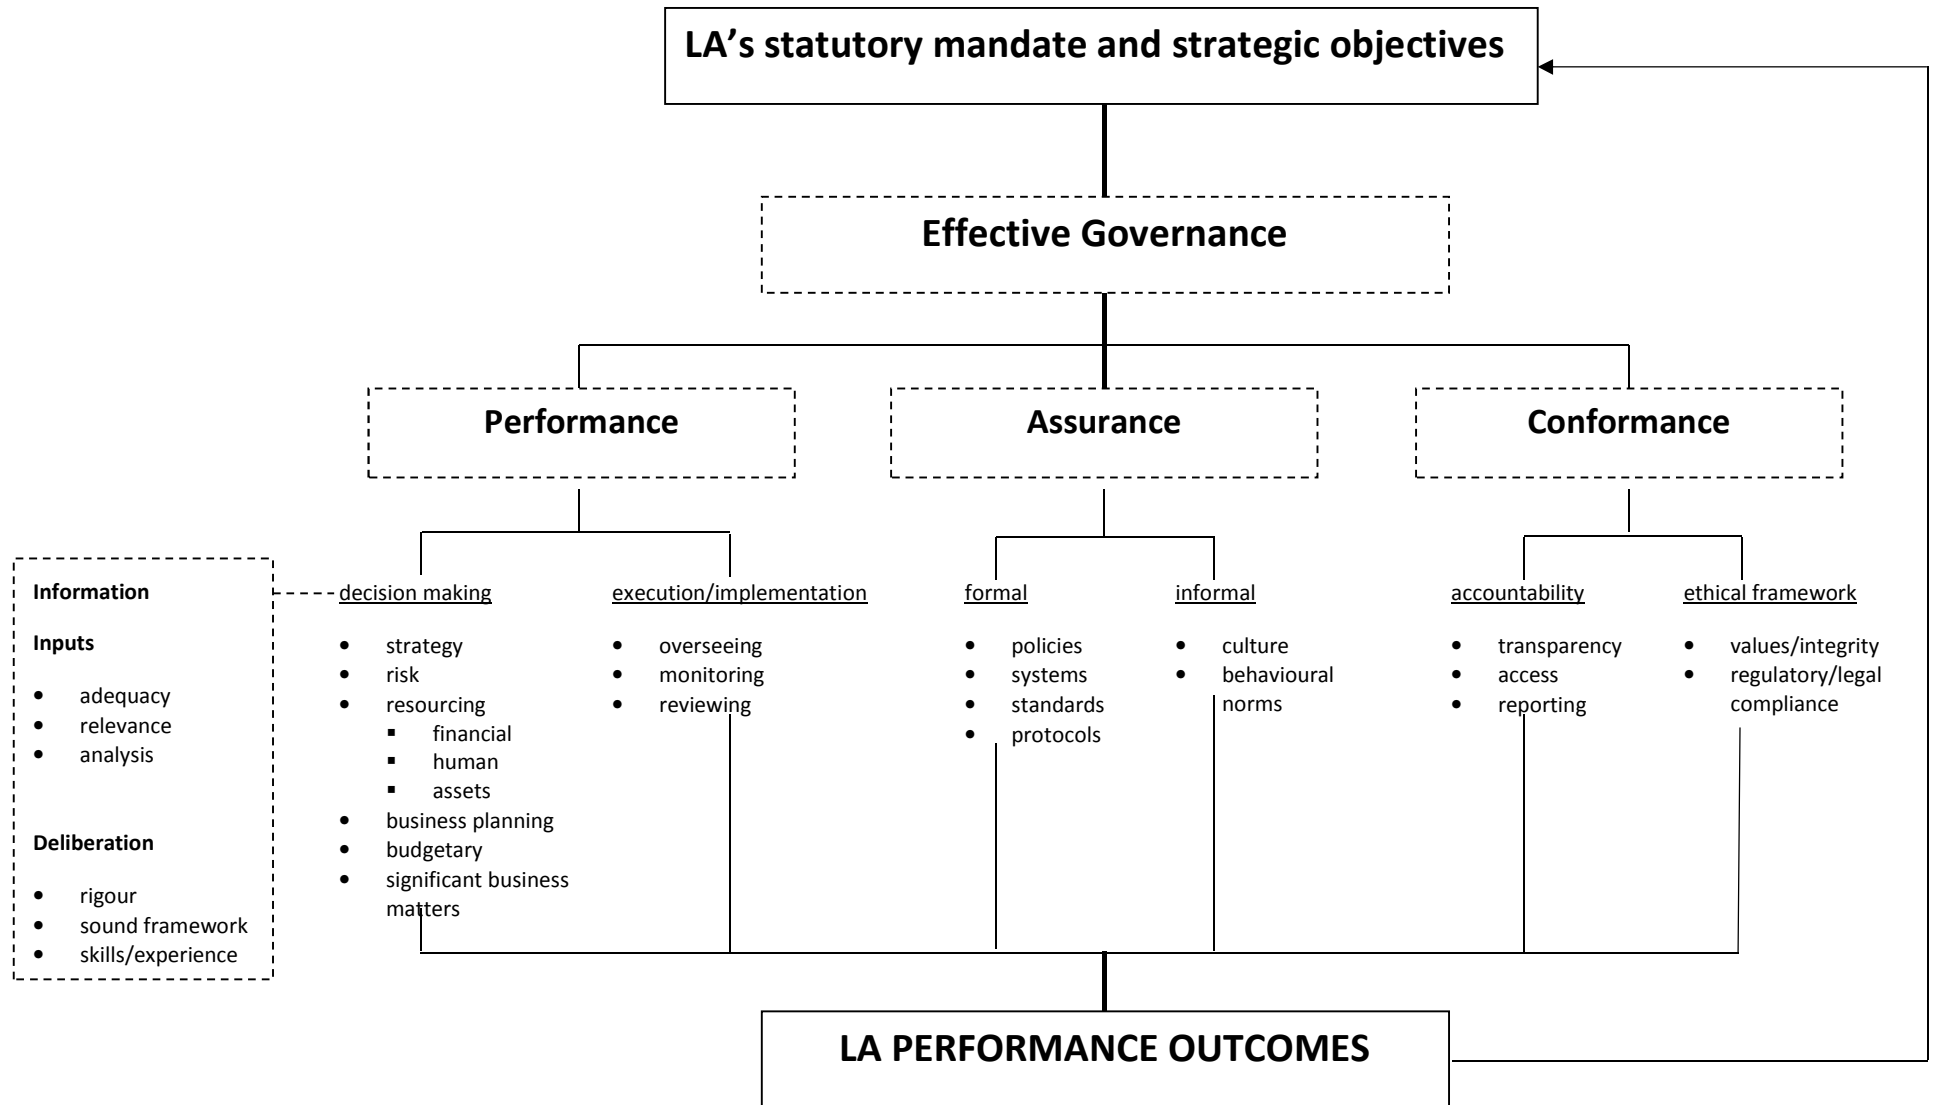 LA’s statutory mandate and strategic objectives
Effective Governance
Performance
Assurance
Conformance
Information
Inputs
• adequacy
• relevance
• analysis
Deliberation
• rigour
• sound framework
• skills/experience
decision making
• strategy
• risk
• resourcing
▪ financial
▪ human
▪ assets
• business planning
• budgetary
• significant business
matters
execution/implementation
• overseeing
• monitoring
• reviewing
formal
• policies
• systems
• standards
• protocols
informal
• culture
• behavioural
norms
accountability
• transparency
• access
• reporting
ethical framework
• values/integrity
• regulatory/legal
compliance
LA PERFORMANCE OUTCOMES